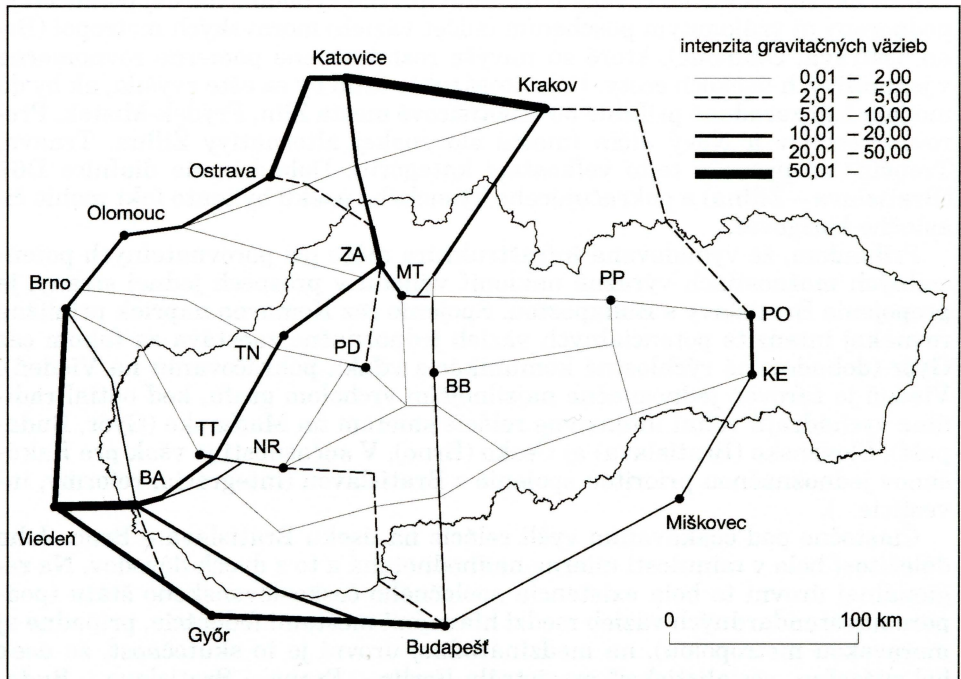 Katovice
Krakov
intenzita gravitačných väzieb
0,01 – 2,00
2,01 – 5,00
5,01 – 10,00
10,01 – 20,00
20,01 – 50,00
50,01 –
Ostrava
Olomouc
ZA
MT
Brno
PP
PO
TN
PD
BB
KE
TT
NR
BA
Viedeň
Miškovec
Győr
Budapešť
0 100 km